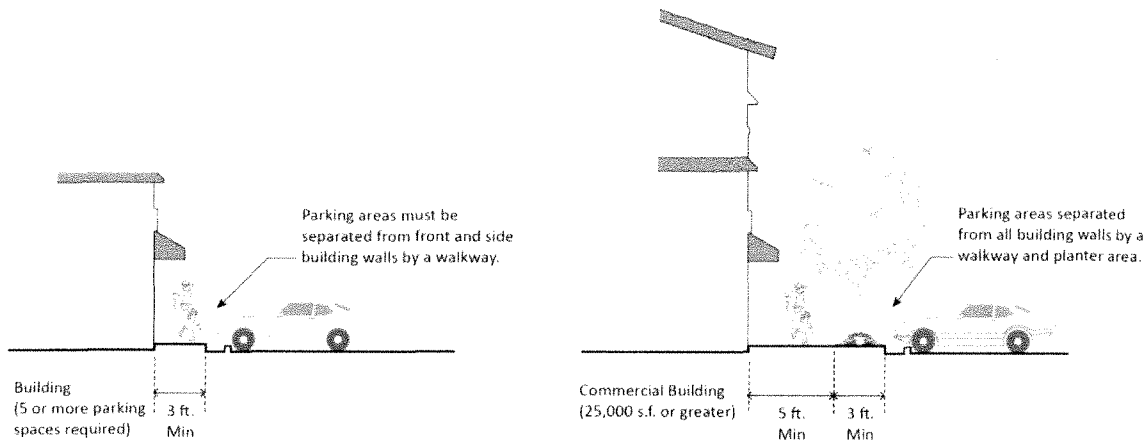 Parking areas must be
separated from front and side
building walls by a walkway.
Building
(5 or more parking
spaces required)
3 ft.
Min
Parking areas separated
from all building walls by a
walkway and planter area.
Commercial Building
(25,000 s.f. or greater)
5 ft.
Min
3 ft.
Min